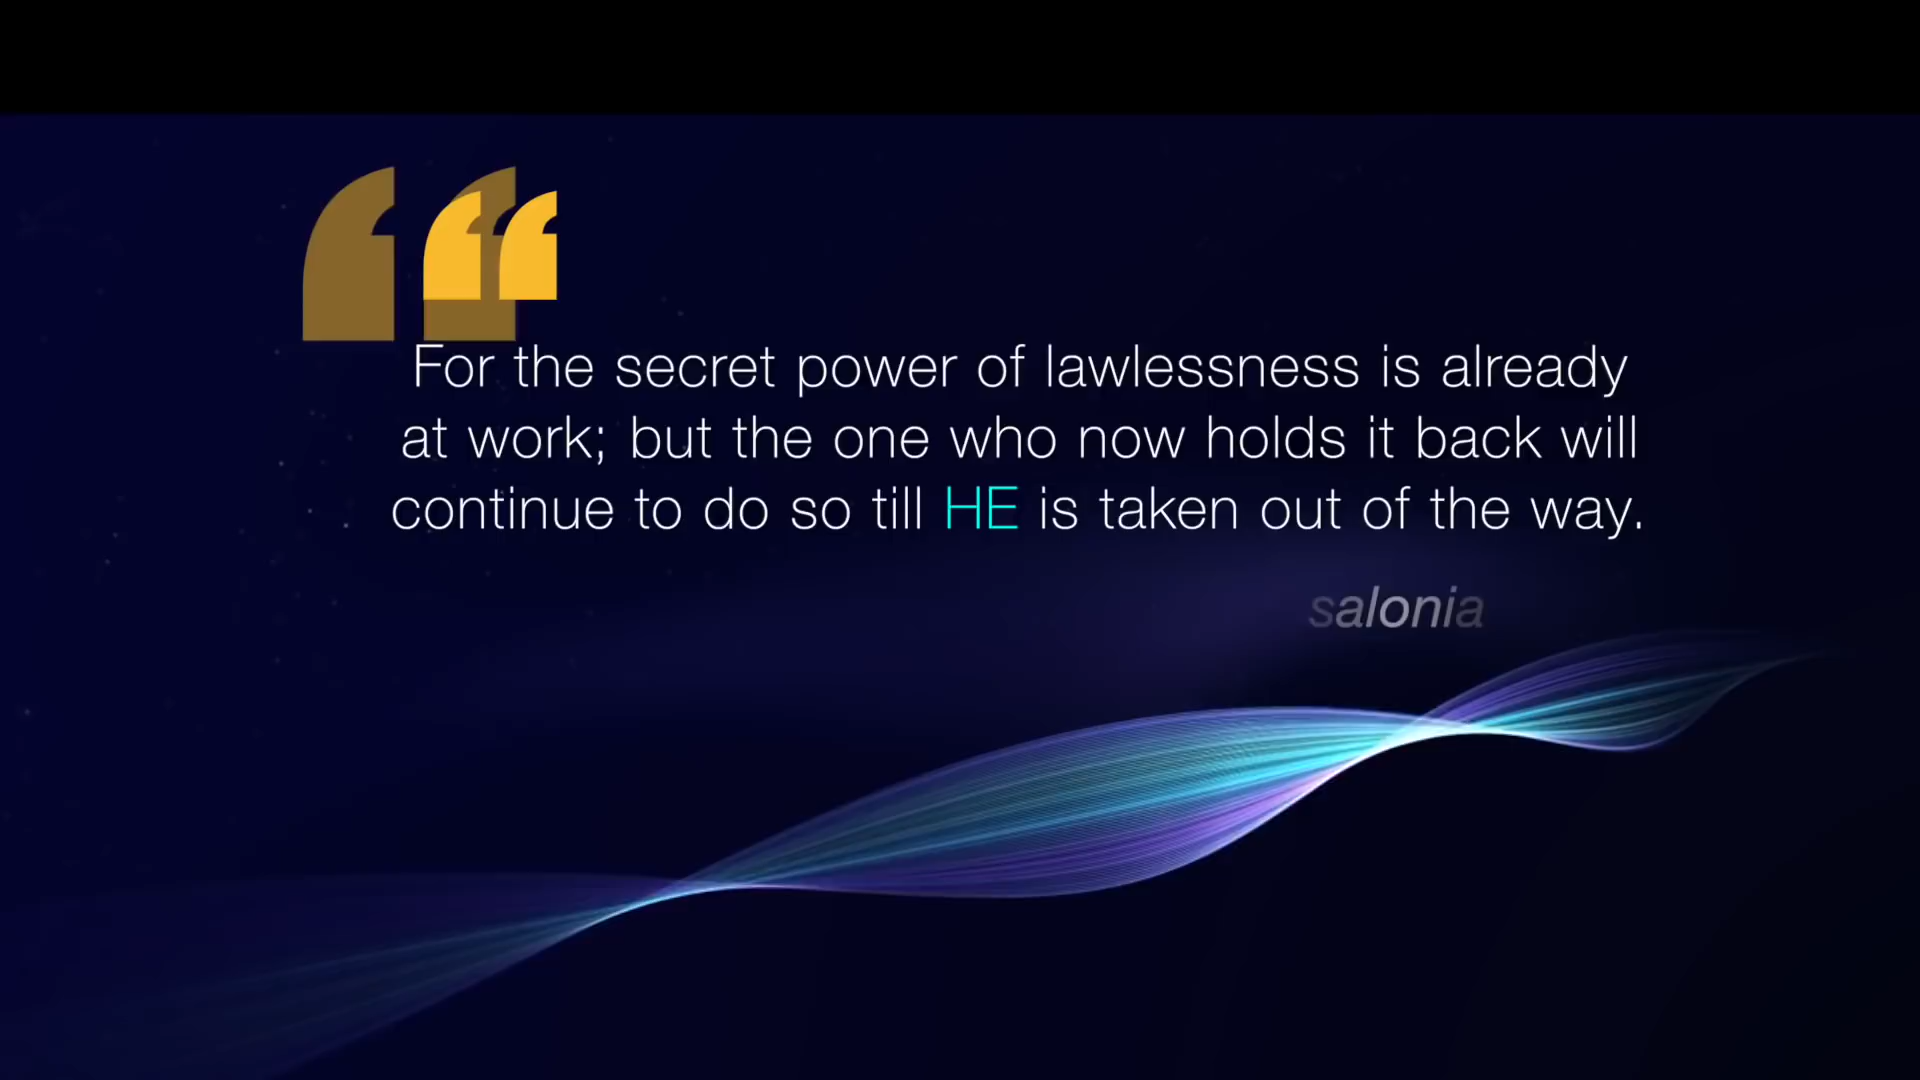 For the secret power of lawlessness is already
at work; but the one who now holds it back will
continue to do so till HE is taken out of the way.
salonia